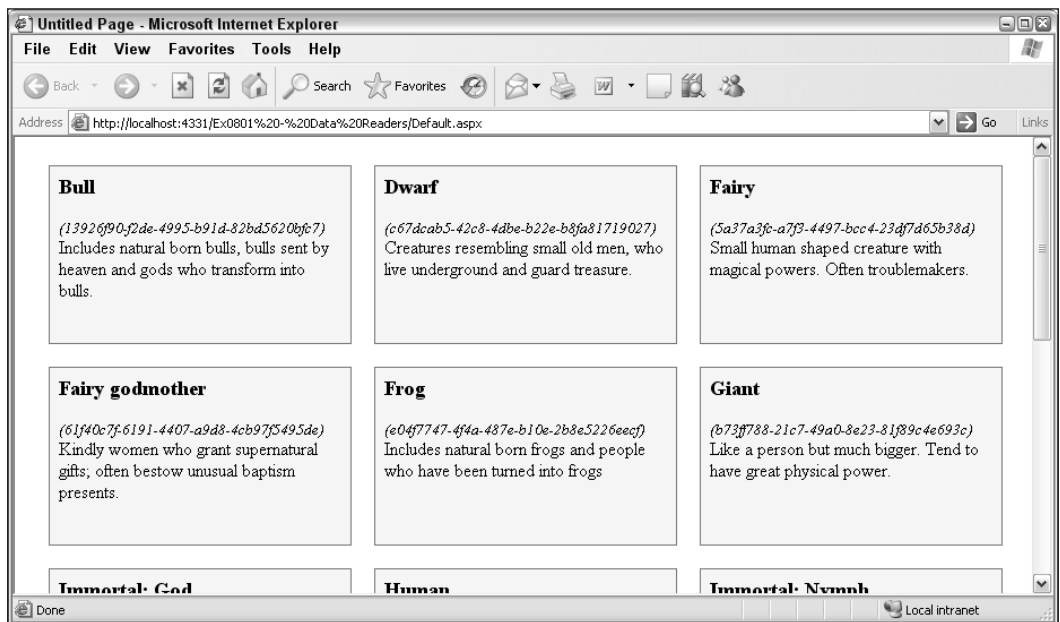 Untitled Page - Microsoft Internet Explorer
File Edit View Favorites Tools Help
Back Search Favorites
Address http://localhost:4331/Ex0801%20-%20Data%20Readers/Default.aspx Go Links
Bull
(13926f90-f2de-4995-b91d-82bd5620bfc7)
Includes natural born bulls, bulls sent by
heaven and gods who transform into
bulls.
Dwarf
(c67dcab5-42c8-4dbe-b22e-b8fa81719027)
Creatures resembling small old men, who
live underground and guard treasure.
Fairy
(5a37a3fc-a7f3-4497-bcc4-23df7d65b38d)
Small human shaped creature with
magical powers. Often troublemakers.
Fairy godmother
(61f40c7f-6191-4407-a9d8-4cb97f5495de)
Kindly women who grant supernatural
gifts; often bestow unusual baptism
presents.
Frog
(e04f7747-4f4a-487e-b10e-2b8e5226eecf)
Includes natural born frogs and people
who have been turned into frogs
Giant
(b73ff788-21c7-49a0-8e23-81f89c4e693c)
Like a person but much bigger. Tend to
have great physical power.
Immortal: God
Human
Immortal: Nymph
Done Local intranet